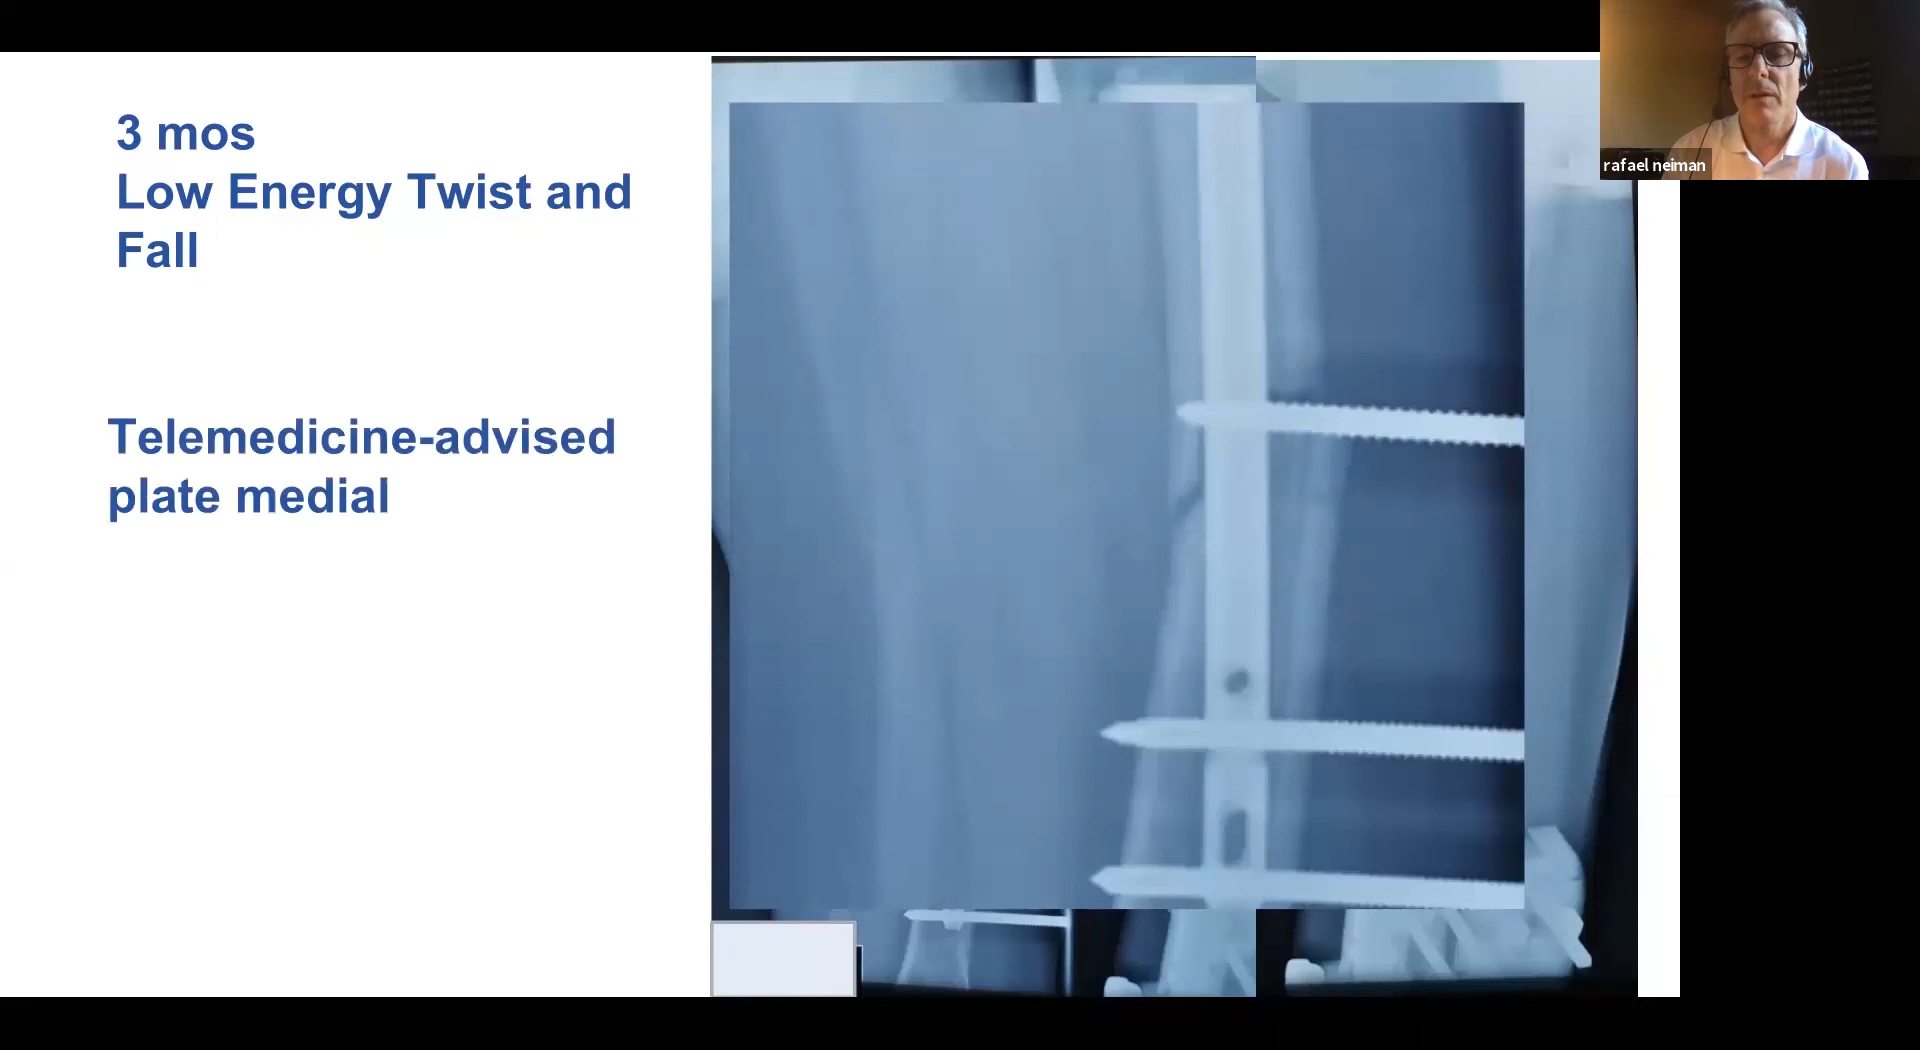 3 mos
Low Energy Twist and
Fall
Telemedicine-advised
plate medial
rafael neiman